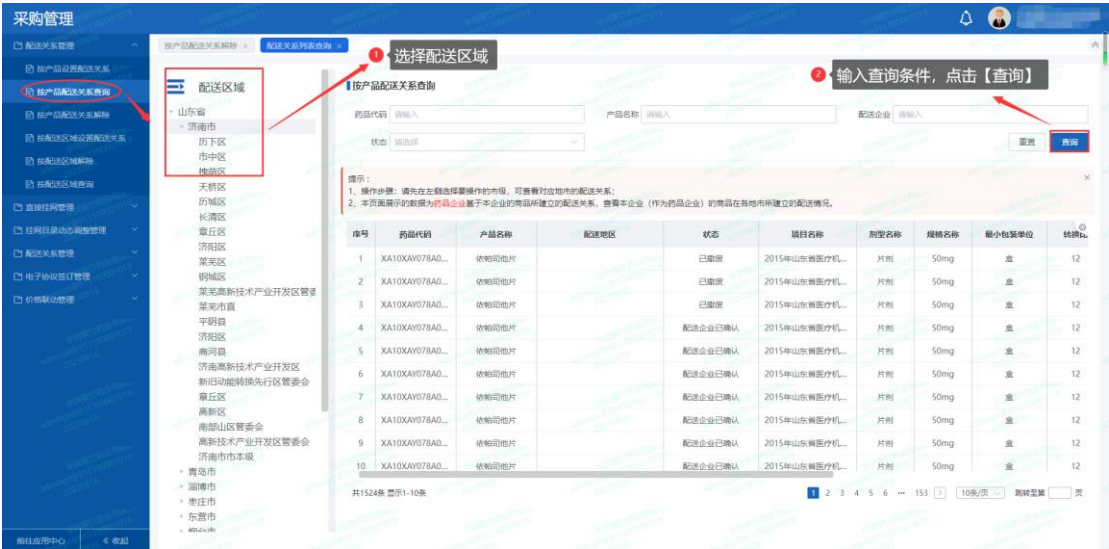 采购管理
配送关系管理
按产品设置配送关系
按产品配送关系查询
按产品配送关系解除
按配送区域设置配送关系
按配送区域解除
按配送区域查询
直接挂网管理
挂网目录动态调整管理
配送关系管理
电子协议签订管理
价格联动管理
前往应用中心 《 收起
按产品配送关系解除 × 配送关系列表查询 ×
1 选择配送区域
2 输入查询条件，点击【查询】
配送区域
山东省
济南市
历下区
市中区
槐荫区
天桥区
历城区
长清区
章丘区
济阳区
莱芜区
钢城区
莱芜高新技术产业开发区管委
莱芜市直
平阴县
济阳区
商河县
济南高新技术产业开发区
新旧动能转换先行区管委会
章丘区
高新区
南部山区管委会
高新技术产业开发区管委会
济南市市本级
青岛市
淄博市
枣庄市
东营市
烟台市
按产品配送关系查询
药品代码 请输入 产品名称 请输入 配送企业 请输入
状态 请选择 重置 查询
提示：
1、操作步骤：请先在左侧选择要操作的市级，可查看对应地市的配送关系；
2、本页面展示的数据为药品企业基于本企业的商品所建立的配送关系，查看本企业（作为药品企业）的商品在各地市所建立的配送情况。
序号 药品代码 产品名称 配送地区 状态 项目名称 剂型名称 规格名称 最小包装单位 转换比
1 XA10XAY078A0... 依帕司他片 已撤废 2015年山东省医疗机... 片剂 50mg 盒 12
2 XA10XAY078A0... 依帕司他片 已撤废 2015年山东省医疗机... 片剂 50mg 盒 12
3 XA10XAY078A0... 依帕司他片 已撤废 2015年山东省医疗机... 片剂 50mg 盒 12
4 XA10XAY078A0... 依帕司他片 配送企业已确认 2015年山东省医疗机... 片剂 50mg 盒 12
5 XA10XAY078A0... 依帕司他片 配送企业已确认 2015年山东省医疗机... 片剂 50mg 盒 12
6 XA10XAY078A0... 依帕司他片 配送企业已确认 2015年山东省医疗机... 片剂 50mg 盒 12
7 XA10XAY078A0... 依帕司他片 配送企业已确认 2015年山东省医疗机... 片剂 50mg 盒 12
8 XA10XAY078A0... 依帕司他片 配送企业已确认 2015年山东省医疗机... 片剂 50mg 盒 12
9 XA10XAY078A0... 依帕司他片 配送企业已确认 2015年山东省医疗机... 片剂 50mg 盒 12
10 XA10XAY078A0... 依帕司他片 配送企业已确认 2015年山东省医疗机... 片剂 50mg 盒 12
共1524条 显示1-10条 1 2 3 4 5 6 ··· 153 > 10条/页 跳转至第 页